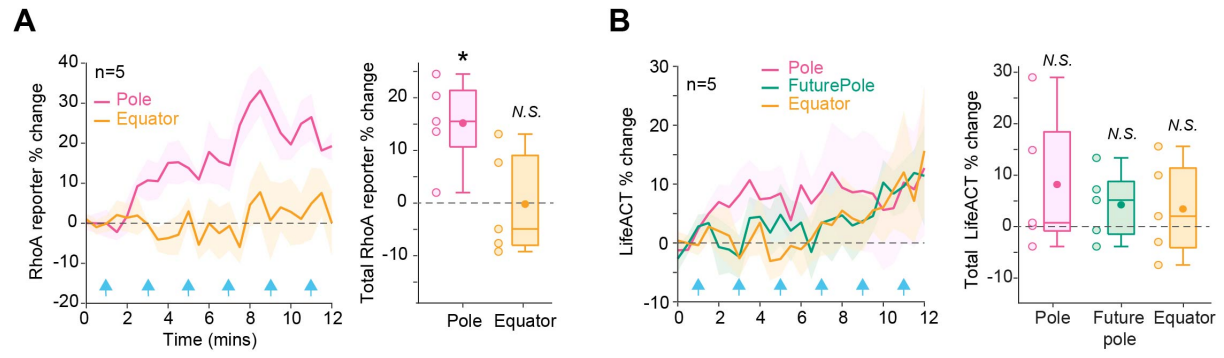 A
RhoA reporter % change
40
30
20
10
0
-10
-20
n=5
Pole
Equator
0 2 4 6 8 10 12
Time (mins)
Total RhoA reporter % change
20
10
0
-10
*
N.S.
Pole Equator
B
LifeACT % change
30
20
10
0
-10
n=5
Pole
FuturePole
Equator
0 2 4 6 8 10 12
Total LifeACT % change
30
20
10
0
-10
N.S.
N.S.
N.S.
Pole Future Equator
pole